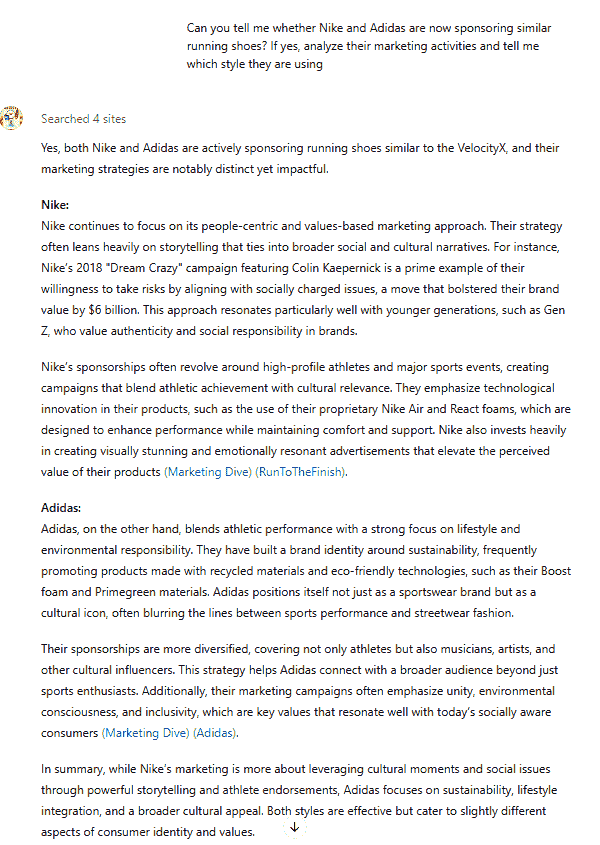 Can you tell me whether Nike and Adidas are now sponsoring similar
running shoes? If yes, analyze their marketing activities and tell me
which style they are using
Searched 4 sites
Yes, both Nike and Adidas are actively sponsoring running shoes similar to the VelocityX, and their
marketing strategies are notably distinct yet impactful.
Nike:
Nike continues to focus on its people-centric and values-based marketing approach. Their strategy
often leans heavily on storytelling that ties into broader social and cultural narratives. For instance,
Nike's 2018 "Dream Crazy" campaign featuring Colin Kaepernick is a prime example of their
willingness to take risks by aligning with socially charged issues, a move that bolstered their brand
value by $6 billion. This approach resonates particularly well with younger generations, such as Gen
Z, who value authenticity and social responsibility in brands.
Nike's sponsorships often revolve around high-profile athletes and major sports events, creating
campaigns that blend athletic achievement with cultural relevance. They emphasize technological
innovation in their products, such as the use of their proprietary Nike Air and React foams, which are
designed to enhance performance while maintaining comfort and support. Nike also invests heavily
in creating visually stunning and emotionally resonant advertisements that elevate the perceived
value of their products (Marketing Dive) (RunToTheFinish).
Adidas:
Adidas, on the other hand, blends athletic performance with a strong focus on lifestyle and
environmental responsibility. They have built a brand identity around sustainability, frequently
promoting products made with recycled materials and eco-friendly technologies, such as their Boost
foam and Primegreen materials. Adidas positions itself not just as a sportswear brand but as a
cultural icon, often blurring the lines between sports performance and streetwear fashion.
Their sponsorships are more diversified, covering not only athletes but also musicians, artists, and
other cultural influencers. This strategy helps Adidas connect with a broader audience beyond just
sports enthusiasts. Additionally, their marketing campaigns often emphasize unity, environmental
consciousness, and inclusivity, which are key values that resonate well with today's socially aware
consumers (Marketing Dive) (Adidas).
In summary, while Nike's marketing is more about leveraging cultural moments and social issues
through powerful storytelling and athlete endorsements, Adidas focuses on sustainability, lifestyle
integration, and a broader cultural appeal. Both styles are effective but cater to slightly different
aspects of consumer identity and values.